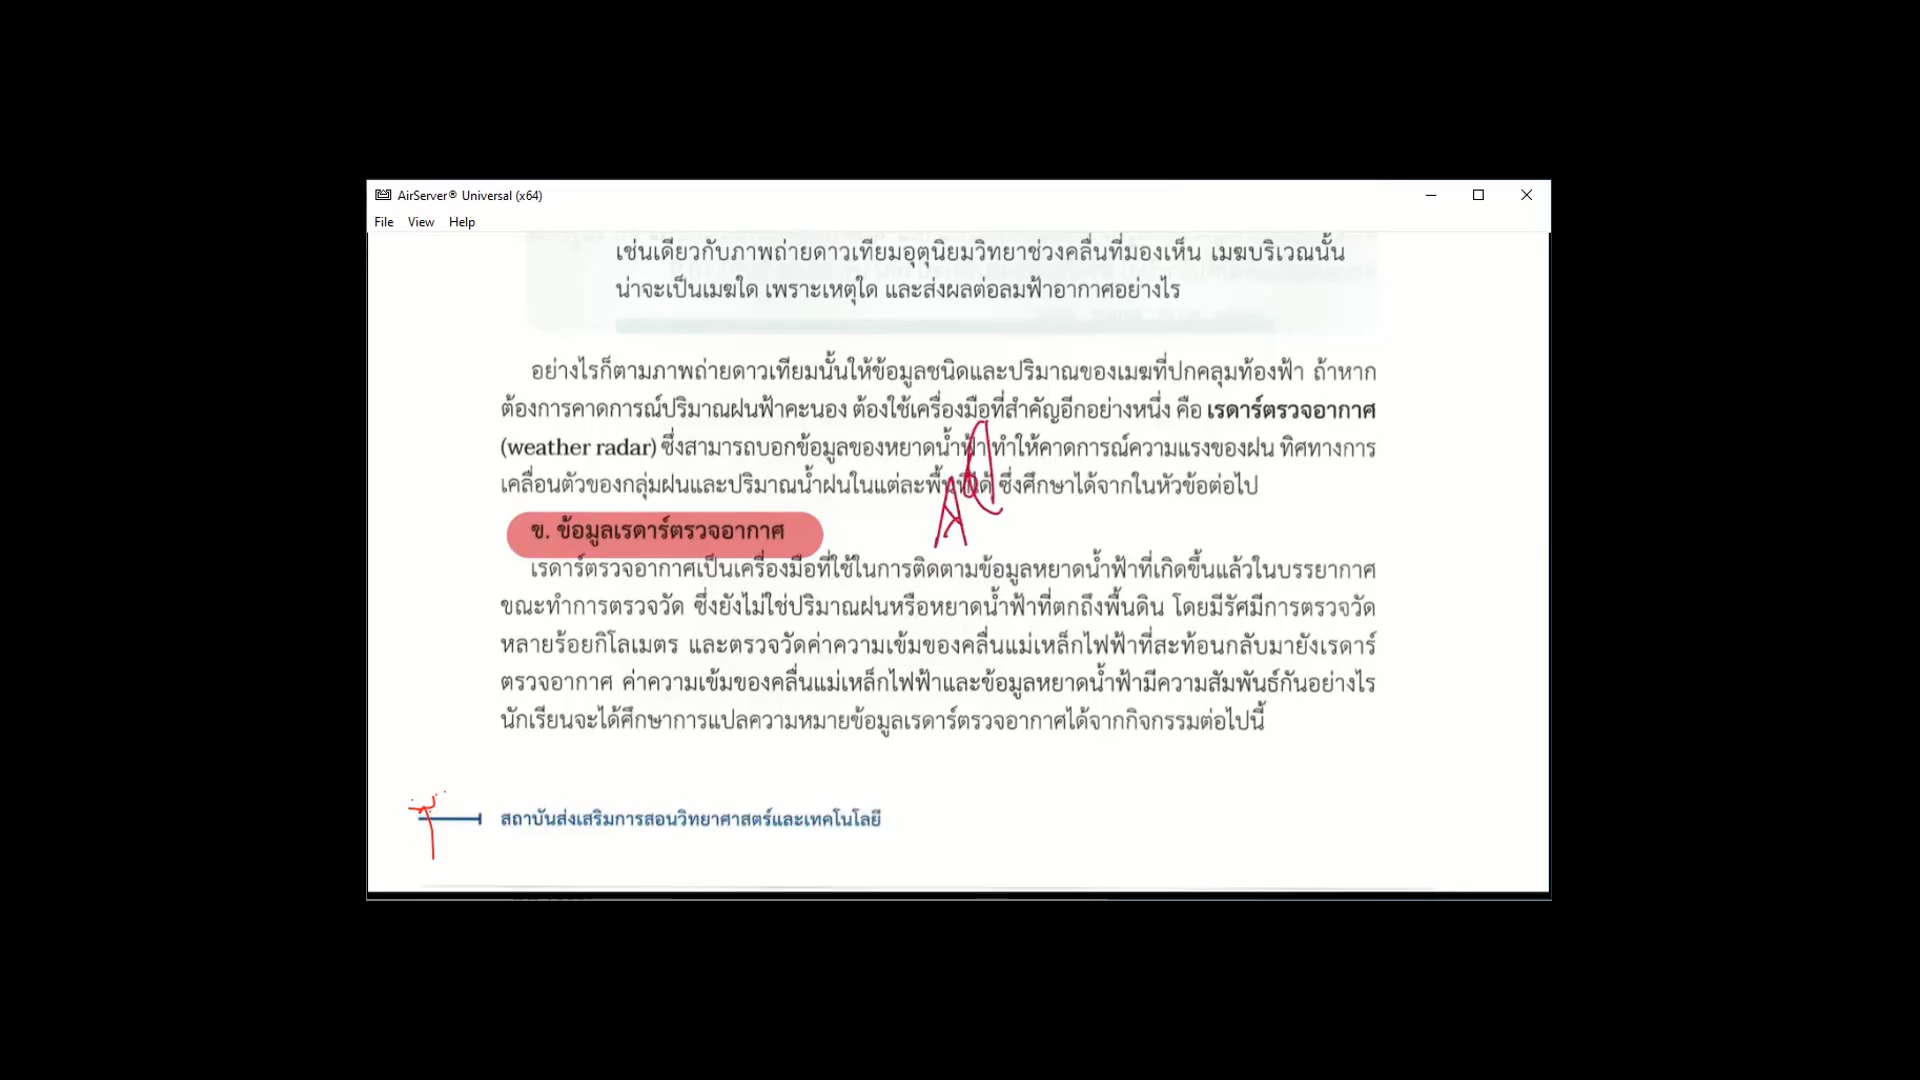 AirServer® Universal (x64)
File View Help
เช่นเดียวกับภาพถ่ายดาวเทียมอุตุนิยมวิทยาช่วงคลื่นที่มองเห็น เมฆบริเวณนั้น
น่าจะเป็นเมฆใด เพราะเหตุใด และส่งผลต่อลมฟ้าอากาศอย่างไร
อย่างไรก็ตามภาพถ่ายดาวเทียมนั้นให้ข้อมูลชนิดและปริมาณของเมฆที่ปกคลุมท้องฟ้า ถ้าหาก
ต้องการคาดการณ์ปริมาณฝนฟ้าคะนอง ต้องใช้เครื่องมือที่สำคัญอีกอย่างหนึ่ง คือ เรดาร์ตรวจอากาศ
(weather radar) ซึ่งสามารถบอกข้อมูลของหยาดน้ำฟ้า ทำให้คาดการณ์ความแรงของฝน ทิศทางการ
เคลื่อนตัวของกลุ่มฝนและปริมาณน้ำฝนในแต่ละพื้นที่ได้ ซึ่งศึกษาได้จากในหัวข้อต่อไป
ข. ข้อมูลเรดาร์ตรวจอากาศ
เรดาร์ตรวจอากาศเป็นเครื่องมือที่ใช้ในการติดตามข้อมูลหยาดน้ำฟ้าที่เกิดขึ้นแล้วในบรรยากาศ
ขณะทำการตรวจวัด ซึ่งยังไม่ใช่ปริมาณฝนหรือหยาดน้ำฟ้าที่ตกถึงพื้นดิน โดยมีรัศมีการตรวจวัด
หลายร้อยกิโลเมตร และตรวจวัดค่าความเข้มของคลื่นแม่เหล็กไฟฟ้าที่สะท้อนกลับมายังเรดาร์
ตรวจอากาศ ค่าความเข้มของคลื่นแม่เหล็กไฟฟ้าและข้อมูลหยาดน้ำฟ้ามีความสัมพันธ์กันอย่างไร
นักเรียนจะได้ศึกษาการแปลความหมายข้อมูลเรดาร์ตรวจอากาศได้จากกิจกรรมต่อไปนี้
สถาบันส่งเสริมการสอนวิทยาศาสตร์และเทคโนโลยี